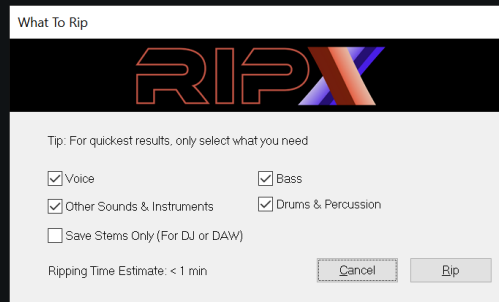 What To Rip
RIPX
Tip: For quickest results, only select what you need
Voice
Bass
Other Sounds & Instruments
Drums & Percussion
Save Stems Only (For DJ or DAW)
Ripping Time Estimate: < 1 min
Cancel
Rip